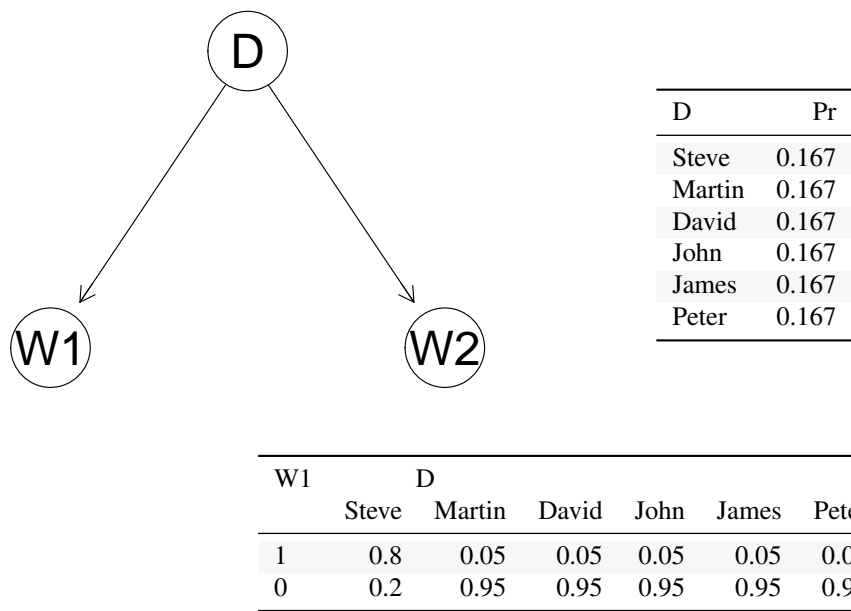 D
W1
W2
D Pr
Steve 0.167
Martin 0.167
David 0.167
John 0.167
James 0.167
Peter 0.167
W1 D
Steve Martin David John James
1 0.8 0.05 0.05 0.05 0.05
0 0.2 0.95 0.95 0.95 0.95